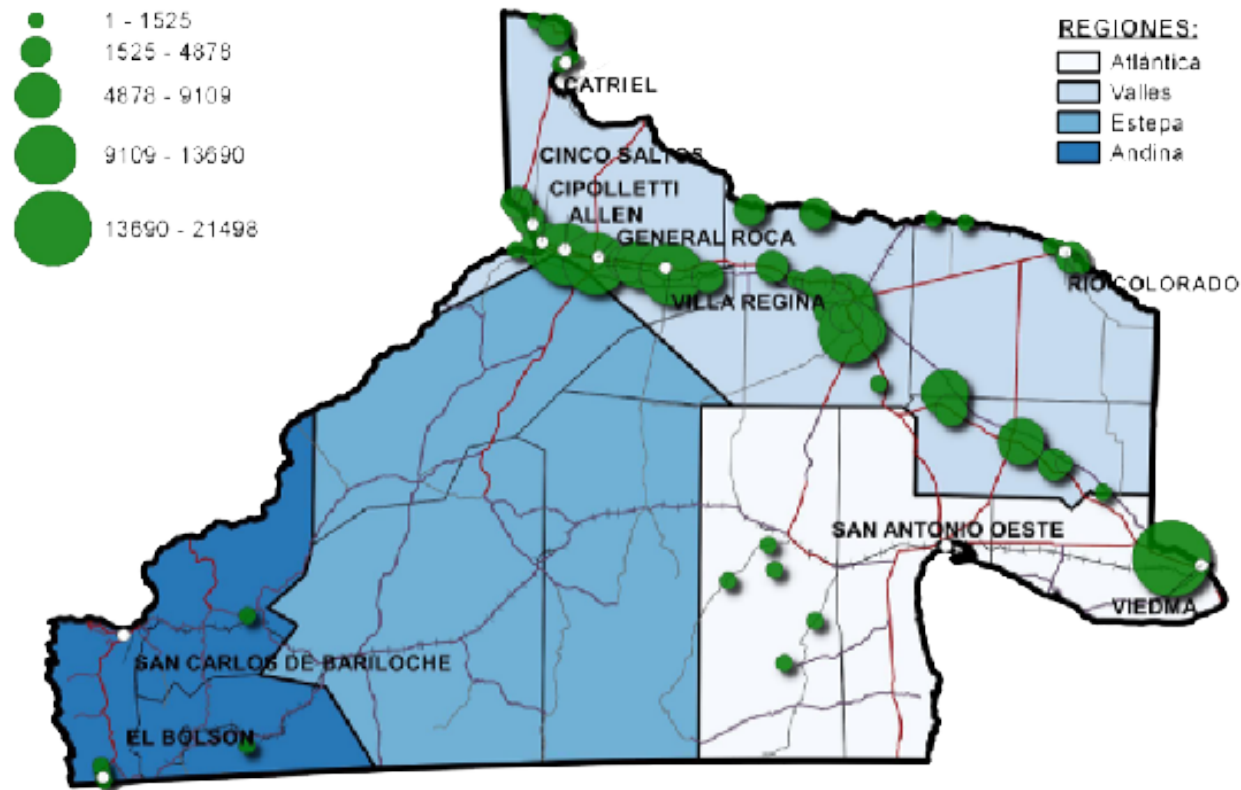 1 - 1525
1525 - 4878
4878 - 9109
9109 - 13690
13690 - 21498
REGIONES:
Atlántica
Valles
Estepa
Andina
CATRIEL
CINCO SALTOS
CIPOLLETTI
ALLEN
GENERAL ROCA
VILLA REGINA
RIO COLORADO
SAN ANTONIO OESTE
VIEDMA
SAN CARLOS DE BARILOCHE
EL BOLSON